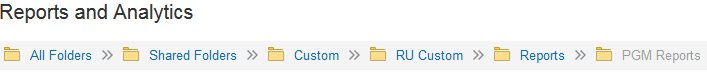 Reports and Analytics
All Folders » Shared Folders » Custom » RU Custom » Reports » PGM Reports